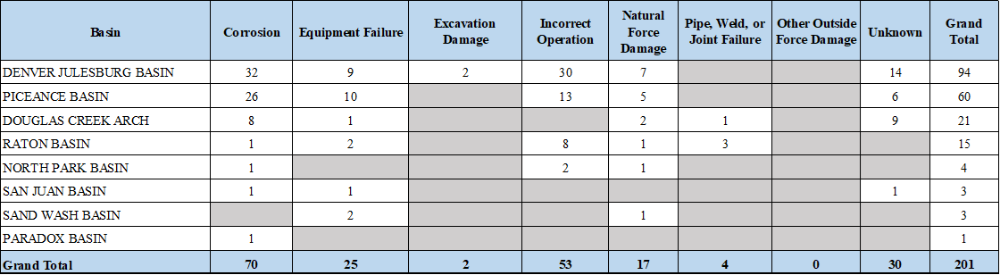 Basin Corrosion Equipment Failure Excavation Damage Incorrect Operation Natural Force Damage Pipe, Weld, or Joint Failure Other Outside Force Damage Unknown Grand Total
DENVER JULESBURG BASIN 32 9 2 30 7 14 94
PICEANCE BASIN 26 10 13 5 6 60
DOUGLAS CREEK ARCH 8 1 2 1 9 21
RATON BASIN 1 2 8 1 3 15
NORTH PARK BASIN 1 2 1 4
SAN JUAN BASIN 1 1 1 3
SAND WASH BASIN 2 1 3
PARADOX BASIN 1 1
Grand Total 70 25 2 53 17 4 0 30 201